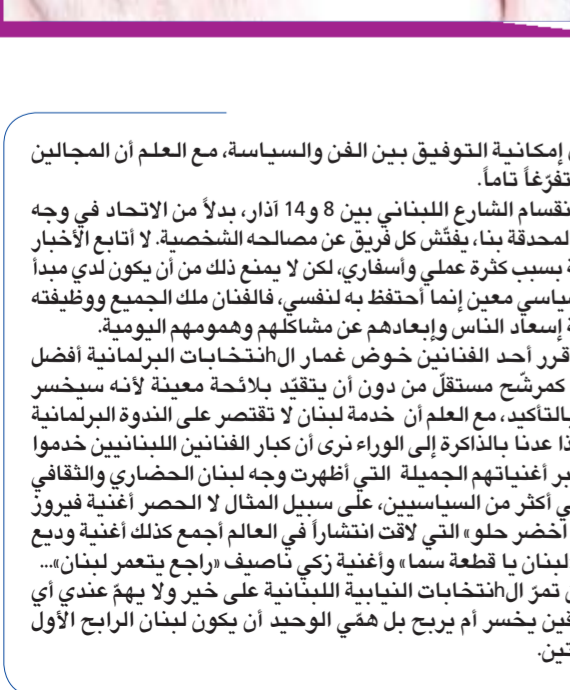 إمكانية التوفيق بين الفن والسياسة، مع العلم أن المجالين
تفرّغاً تاماً.
نقسام الشارع اللبناني بين 8 و14 آذار، بدلاً من الاتحاد في وجه
لمحدقة بنا، يفتّش كل فريق عن مصالحه الشخصية. لا أتابع الأخبار
ة بسبب كثرة عملي وأسفاري، لكن لا يمنع ذلك من أن يكون لدي مبدأ
سياسي معين إنما أحتفظ به لنفسي، فالفنان ملك الجميع ووظيفته
ة إسعاد الناس وإبعادهم عن مشاكلهم وهمومهم اليومية.
قرر أحد الفنانين خوض غمار الhنتخابات البرلمانية أفضل
كمرشّح مستقلّ من دون أن يتقيّد بلائحة معينة لأنه سيخسر
بالتأكيد، مع العلم أن خدمة لبنان لا تقتصر على الندوة البرلمانية
ذا عدنا بالذاكرة إلى الوراء نرى أن كبار الفنانين اللبنانيين خدموا
بر أغنياتهم الجميلة التي أظهرت وجه لبنان الحضاري والثقافي
ي أكثر من السياسيين، على سبيل المثال لا الحصر أغنية فيروز
اخضر حلو» التي لاقت انتشاراً في العالم أجمع كذلك أغنية وديع
لبنان يا قطعة سما» وأغنية زكي ناصيف «راجع يتعمر لبنان»...
تمرّ الhنتخابات النيابية اللبنانية على خير ولا يهمّ عندي أي
فين يخسر أم يربح بل همّي الوحيد أن يكون لبنان الرابح الأول
تين.